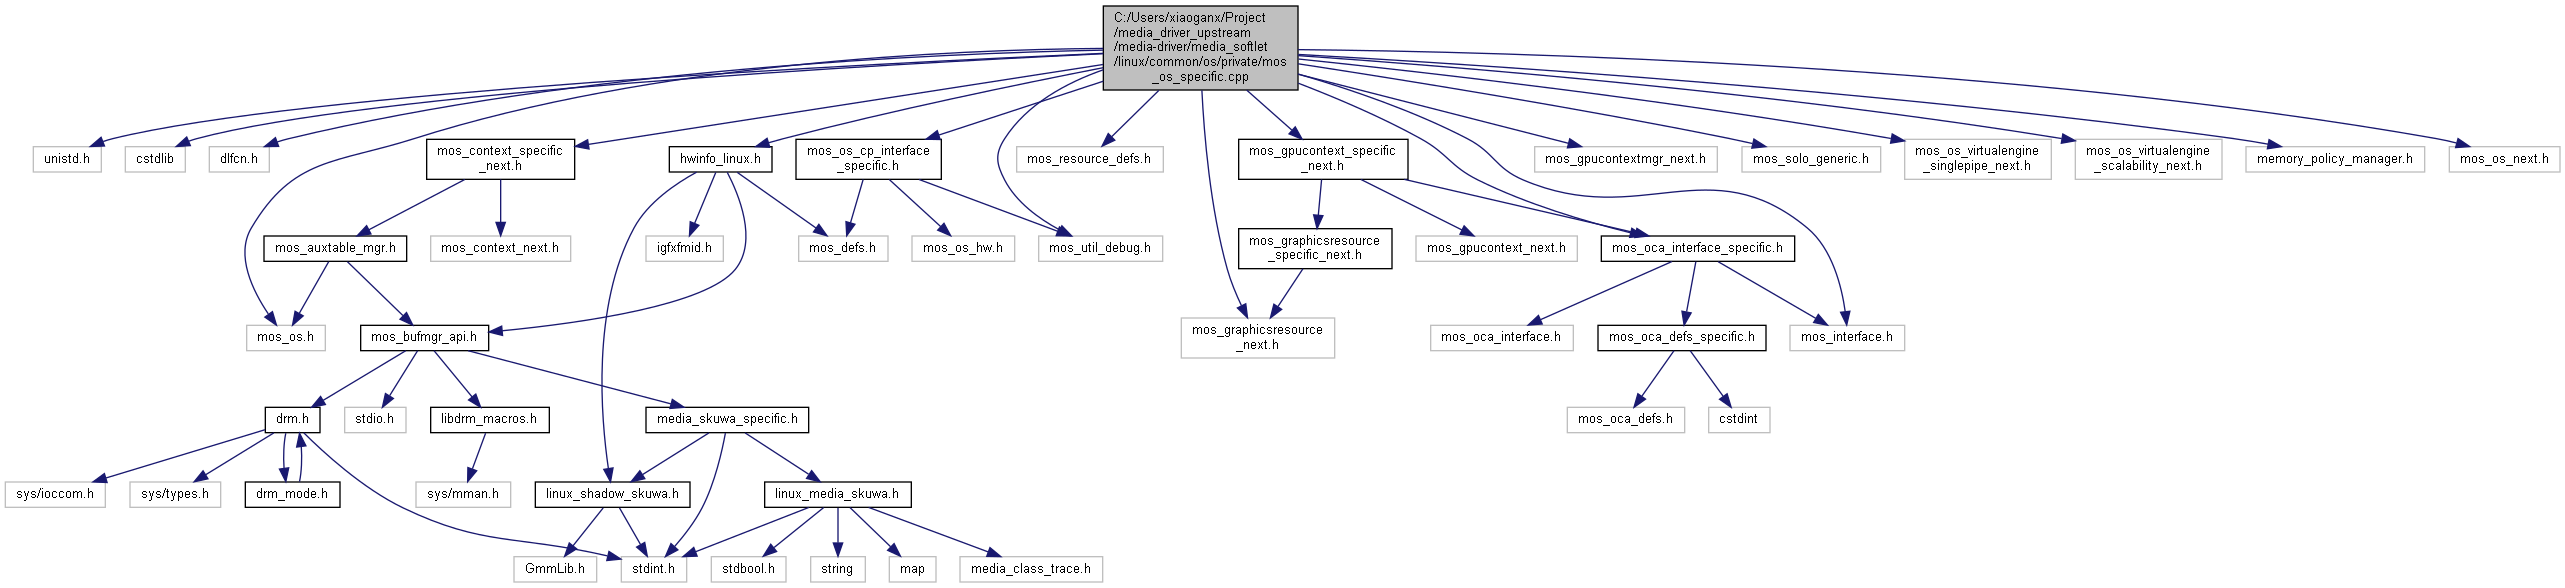 C:/Users/xiaoganx/Project
/media_driver_upstream
/media-driver/media_softlet
/linux/common/os/private/mos
_os_specific.cpp
unistd.h
cstdlib
dlfcn.h
mos_context_specific
_next.h
hwinfo_linux.h
mos_os_cp_interface
_specific.h
mos_resource_defs.h
mos_gpucontext_specific
_next.h
mos_gpucontextmgr_next.h
mos_solo_generic.h
mos_os_virtualengine
_singlepipe_next.h
mos_os_virtualengine
_scalability_next.h
memory_policy_manager.h
mos_os_next.h
mos_auxtable_mgr.h
mos_context_next.h
igfxfmid.h
mos_defs.h
mos_os_hw.h
mos_util_debug.h
mos_graphicsresource
_specific_next.h
mos_gpucontext_next.h
mos_oca_interface_specific.h
mos_os.h
mos_bufmgr_api.h
mos_graphicsresource
_next.h
mos_oca_interface.h
mos_oca_defs_specific.h
mos_interface.h
drm.h
stdio.h
libdrm_macros.h
media_skuwa_specific.h
mos_oca_defs.h
cstdint
sys/ioccom.h
sys/types.h
drm_mode.h
sys/mman.h
linux_shadow_skuwa.h
linux_media_skuwa.h
GmmLib.h
stdint.h
stdbool.h
string
map
media_class_trace.h